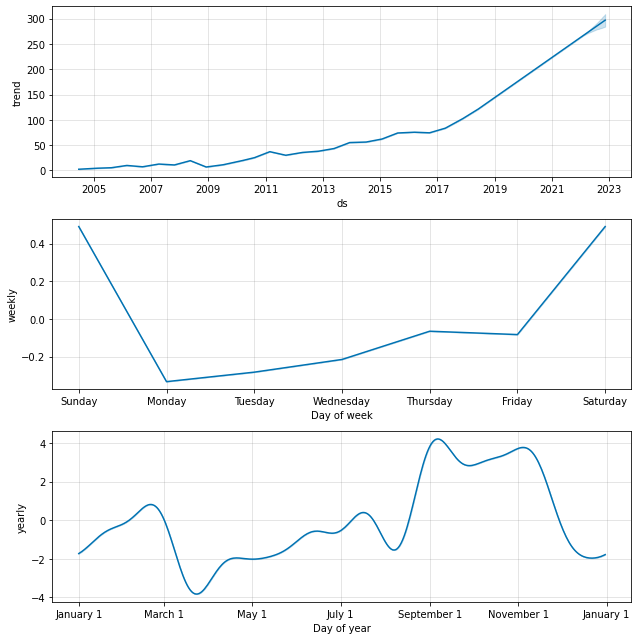 300
250
200
150
100
50
0
trend
2005 2007 2009 2011 2013 2015 2017 2019 2021 2023
ds
0.4
0.2
0.0
−0.2
weekly
Sunday Monday Tuesday Wednesday Thursday Friday Saturday
Day of week
4
2
0
−2
−4
yearly
January 1 March 1 May 1 July 1 September 1 November 1 January 1
Day of year